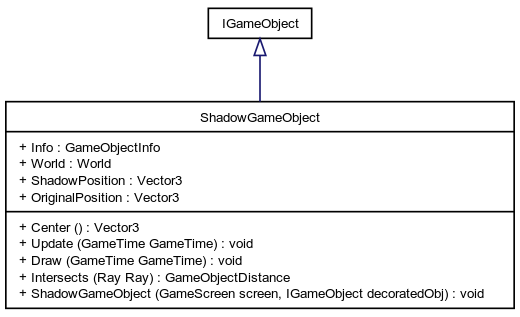 IGameObject
ShadowGameObject
+ Info : GameObjectInfo
+ World : World
+ ShadowPosition : Vector3
+ OriginalPosition : Vector3
+ Center () : Vector3
+ Update (GameTime GameTime) : void
+ Draw (GameTime GameTime) : void
+ Intersects (Ray Ray) : GameObjectDistance
+ ShadowGameObject (GameScreen screen, IGameObject decoratedObj) : void